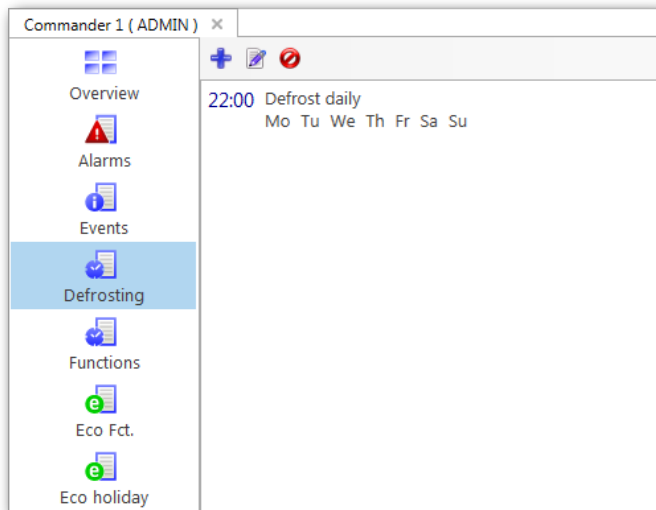 Commander 1 ( ADMIN )
Overview
Alarms
Events
Defrosting
Functions
Eco Fct.
Eco holiday
22:00 Defrost daily
Mo Tu We Th Fr Sa Su